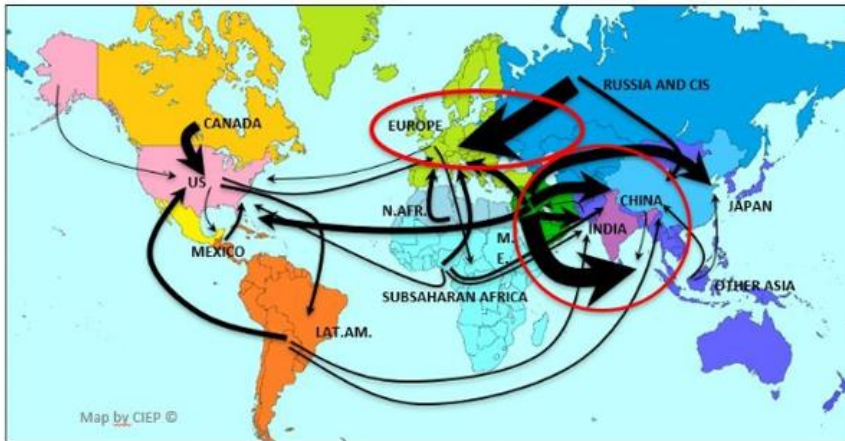 RUSSIA AND CIS
CANADA
EUROPE
US
CHINA
N.AFR.
JAPAN
INDIA
M.
E.
MEXICO
OTHER ASIA
SUBSAHARAN AFRICA
LAT.AM.
Map by CIEP ©